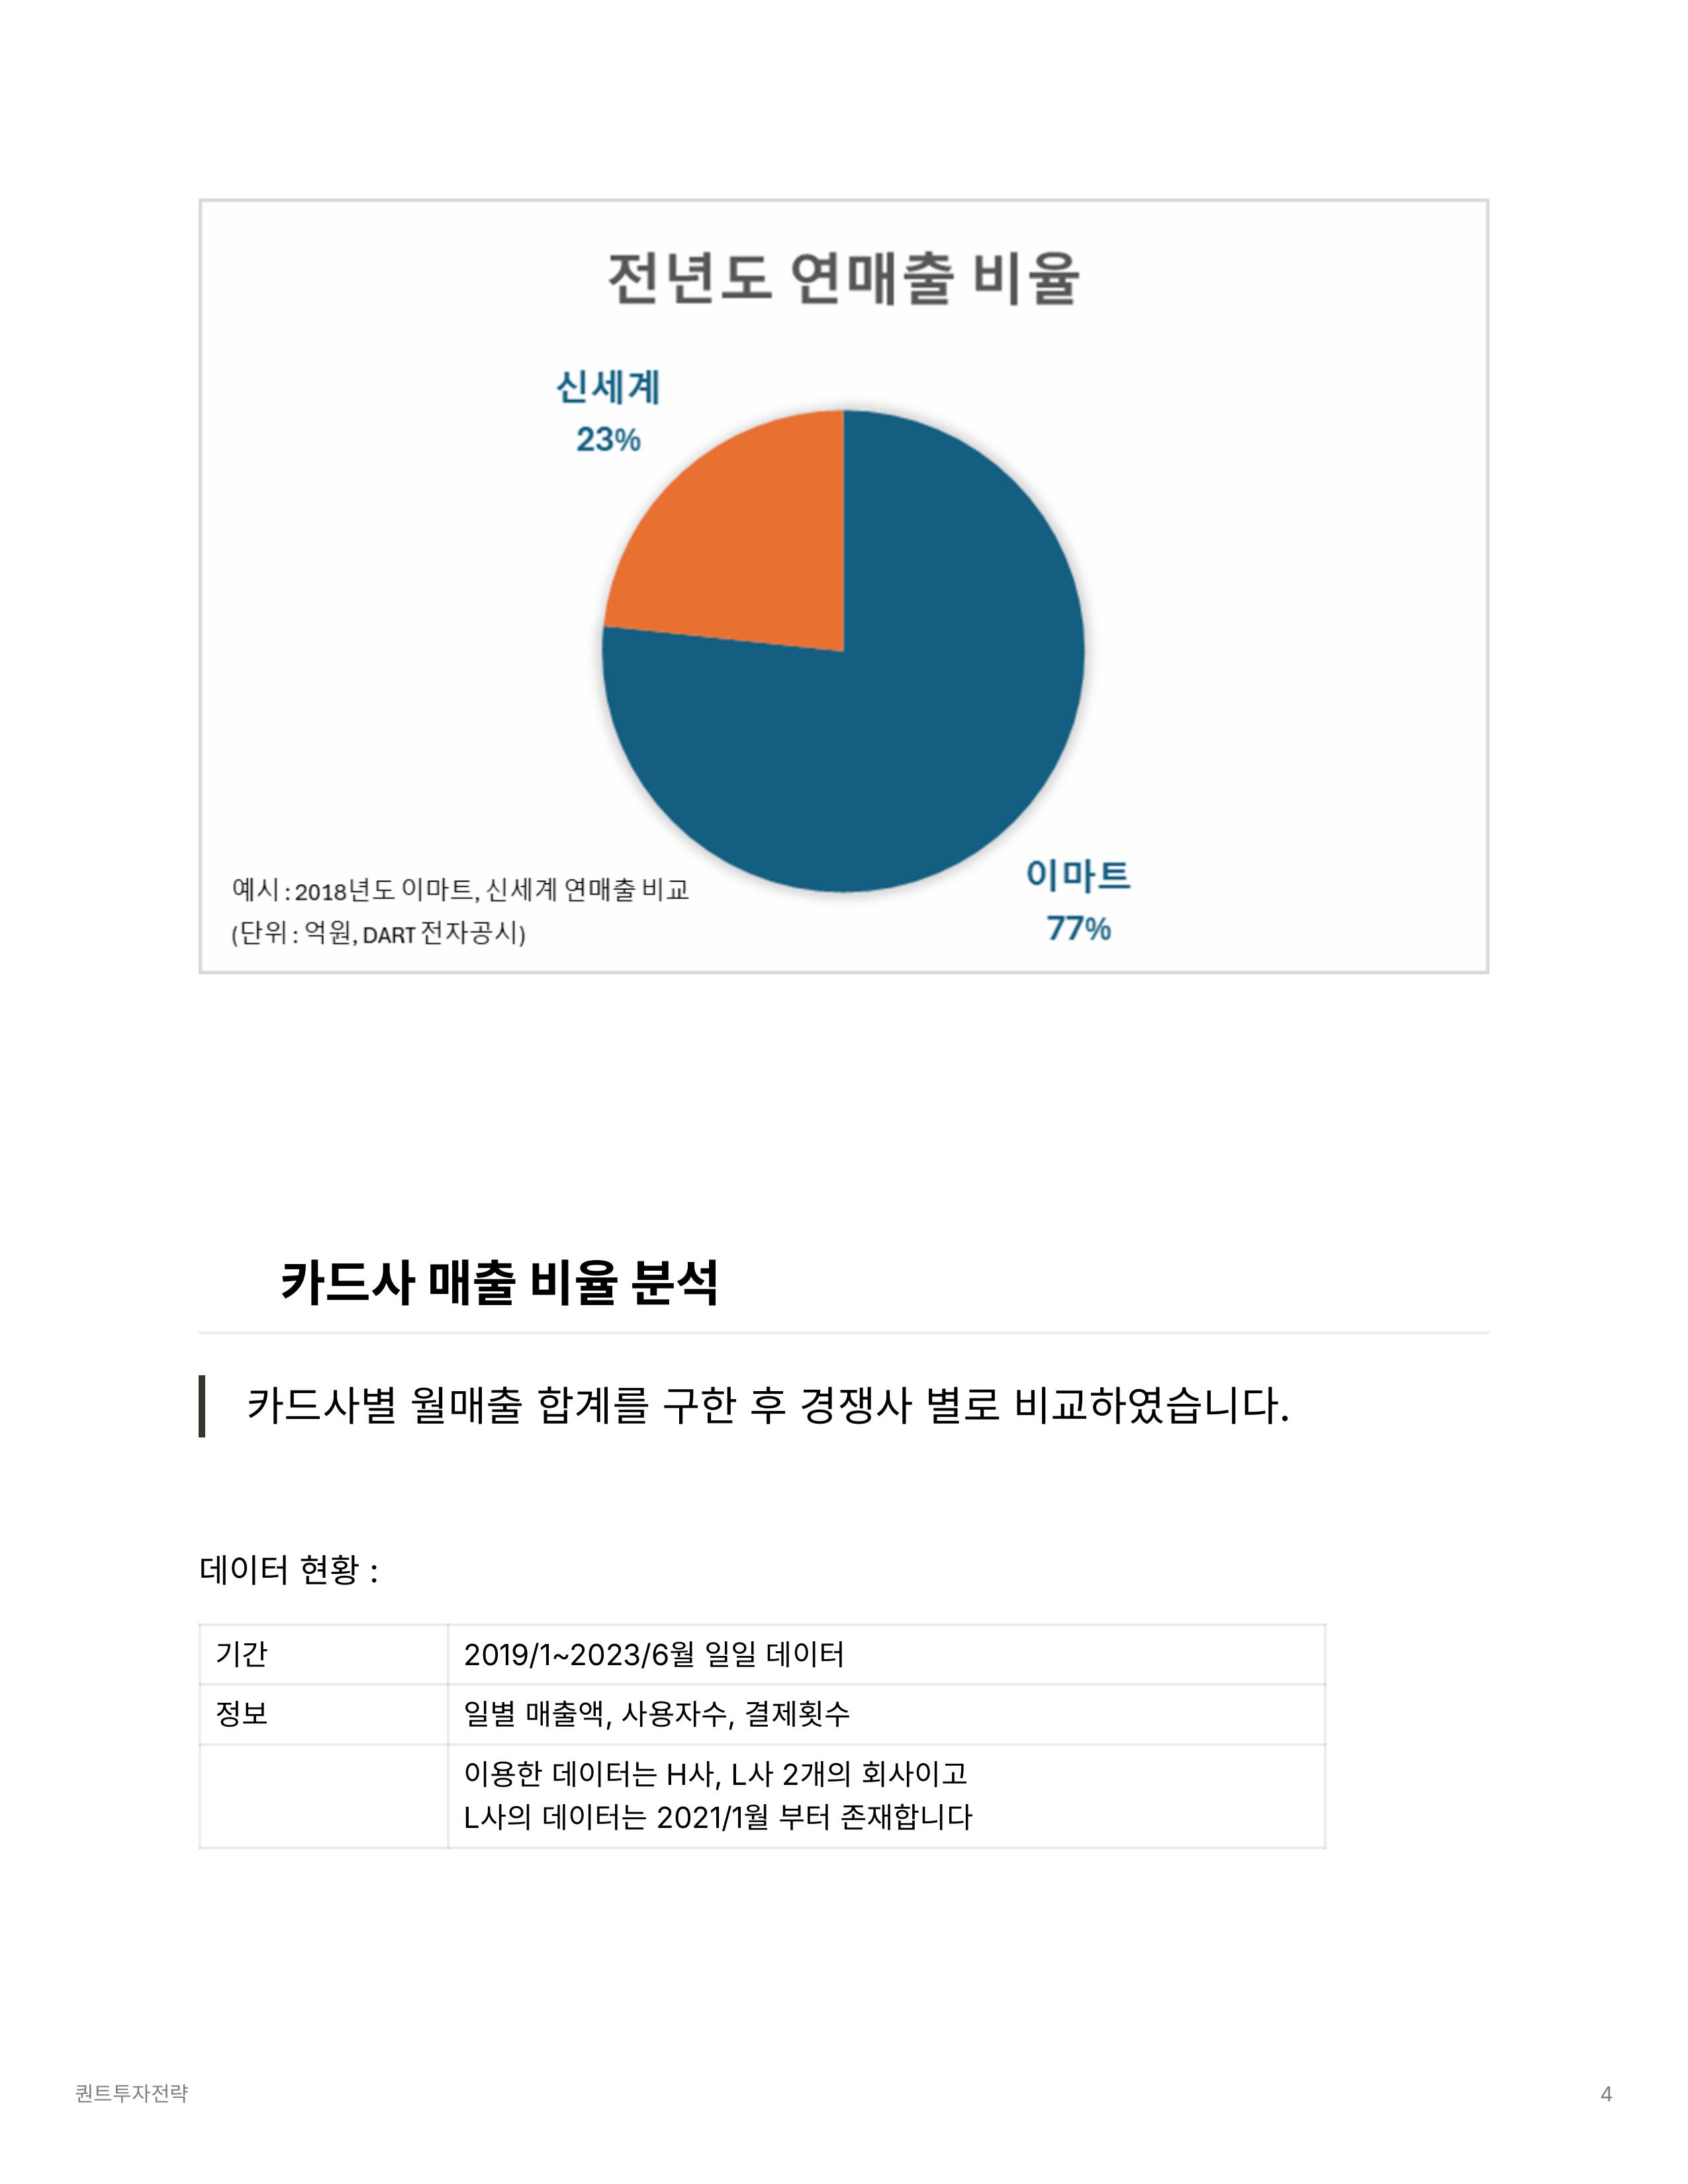 전년도 연매출 비율
신세계
23%
이마트
77%
예시 : 2018년도 이마트, 신세계 연매출 비교
(단위 : 억원, DART 전자공시)
카드사 매출 비율 분석
카드사별 월매출 합계를 구한 후 경쟁사 별로 비교하였습니다.
데이터 현황 :
기간 2019/1~2023/6월 일일 데이터
정보 일별 매출액, 사용자수, 결제횟수
이용한 데이터는 H사, L사 2개의 회사이고
L사의 데이터는 2021/1월 부터 존재합니다
퀀트투자전략 4